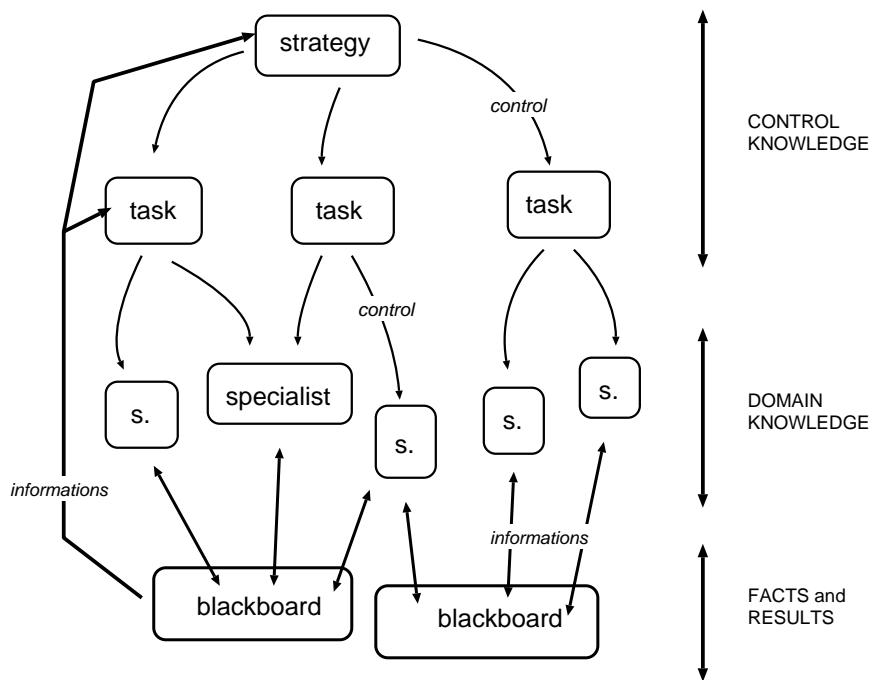 strategy
control
CONTROL
KNOWLEDGE
task
task
task
control
specialist
s.
s.
s.
s.
DOMAIN
KNOWLEDGE
informations
informations
blackboard
blackboard
FACTS and
RESULTS